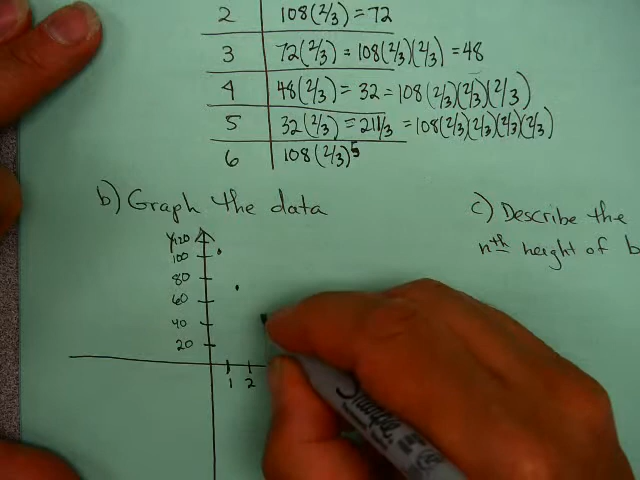 2 108(2/3) = 72
3 72(2/3) = 108(2/3)(2/3) = 48
4 48(2/3) = 32 = 108(2/3)(2/3)(2/3)
5 32(2/3) = 21 1/3 = 108(2/3)(2/3)(2/3)(2/3)
6 108(2/3)^5
b) Graph the data
c) Describe the
nth height of b
y 120
100
80
60
40
20
1 2
Sharpie